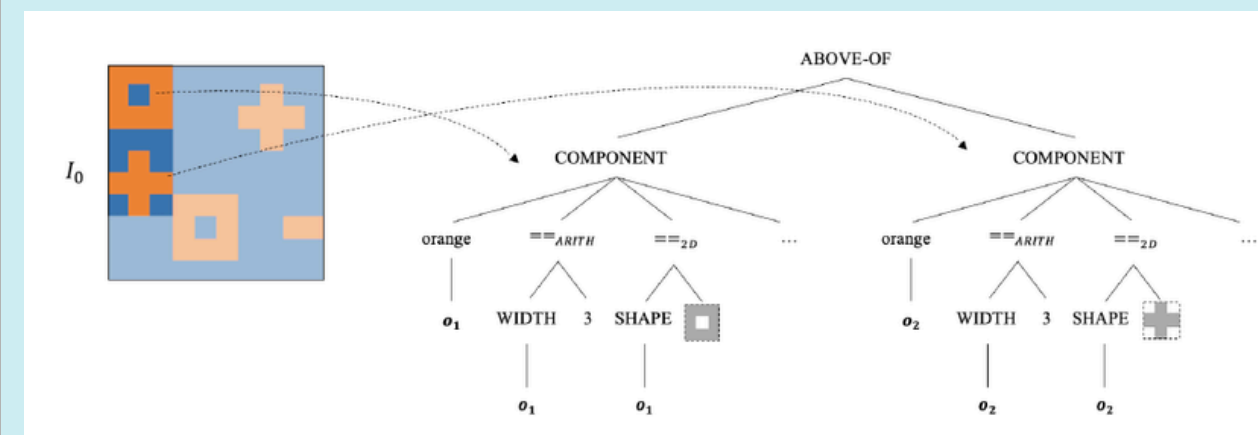 ABOVE-OF
I₀
COMPONENT COMPONENT
orange ==ARITH ==2D ... orange ==ARITH ==2D ...
o₁ WIDTH 3 SHAPE o₂ WIDTH 3 SHAPE
o₁ o₁ o₂ o₂